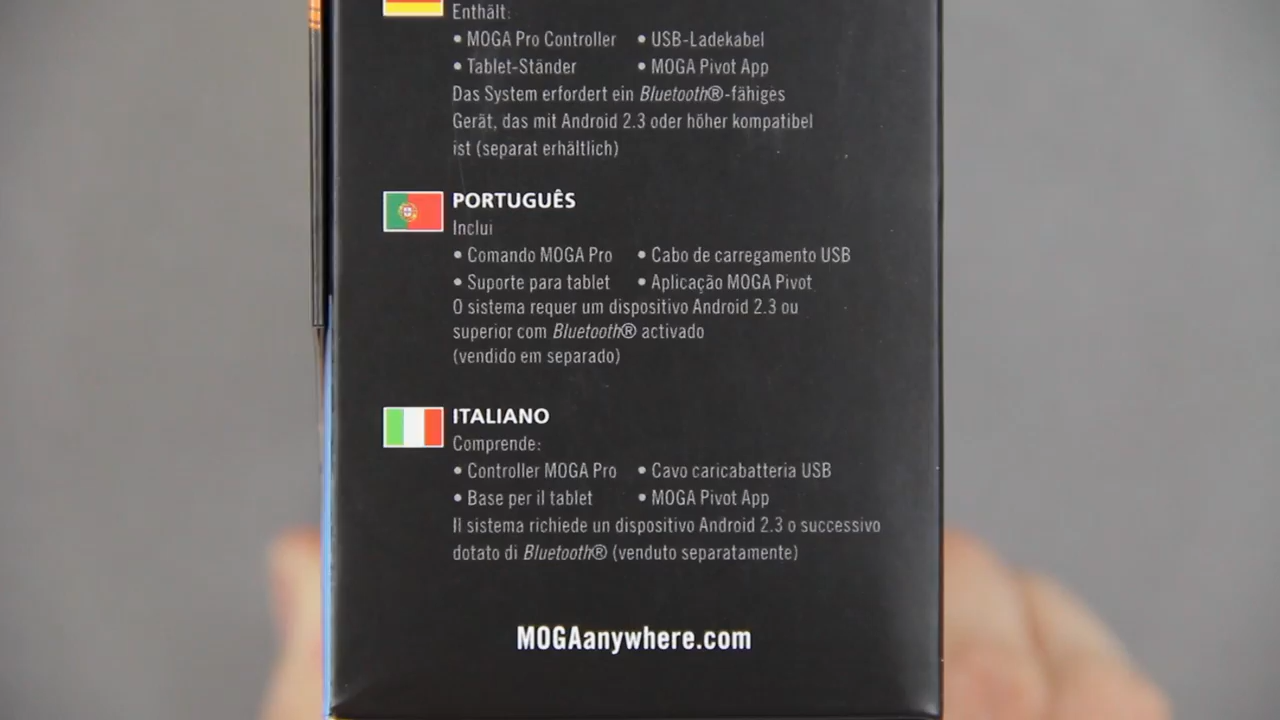 Enthält:
• MOGA Pro Controller • USB-Ladekabel
• Tablet-Ständer • MOGA Pivot App
Das System erfordert ein Bluetooth®-fähiges
Gerät, das mit Android 2.3 oder höher kompatibel
ist (separat erhältlich)
PORTUGUÊS
Inclui
• Comando MOGA Pro • Cabo de carregamento USB
• Suporte para tablet • Aplicação MOGA Pivot
O sistema requer um dispositivo Android 2.3 ou
superior com Bluetooth® activado
(vendido em separado)
ITALIANO
Comprende:
• Controller MOGA Pro • Cavo caricabatteria USB
• Base per il tablet • MOGA Pivot App
Il sistema richiede un dispositivo Android 2.3 o successivo
dotato di Bluetooth® (venduto separatamente)
MOGAanywhere.com